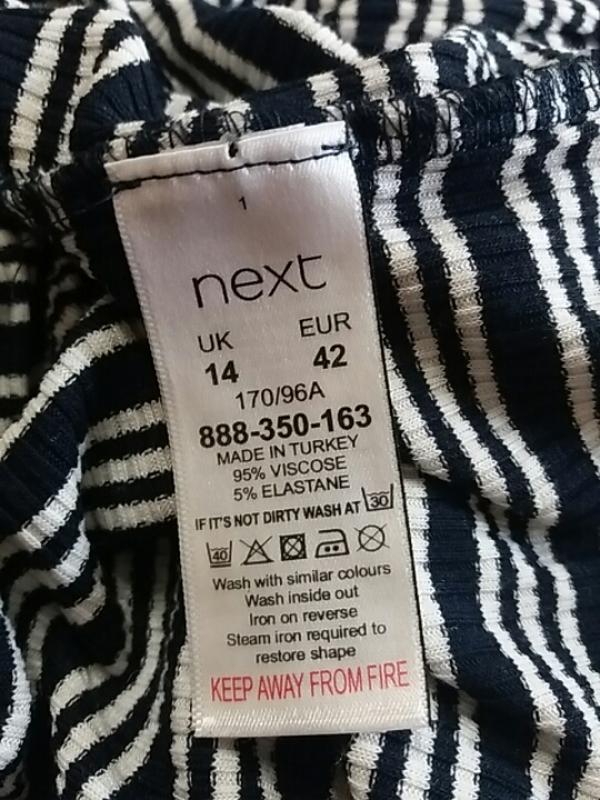 1
next
UK EUR
14 42
170/96A
888-350-163
MADE IN TURKEY
95% VISCOSE
5% ELASTANE
IF IT'S NOT DIRTY WASH AT 30
40
Wash with similar colours
Wash inside out
Iron on reverse
Steam iron required to
restore shape
KEEP AWAY FROM FIRE